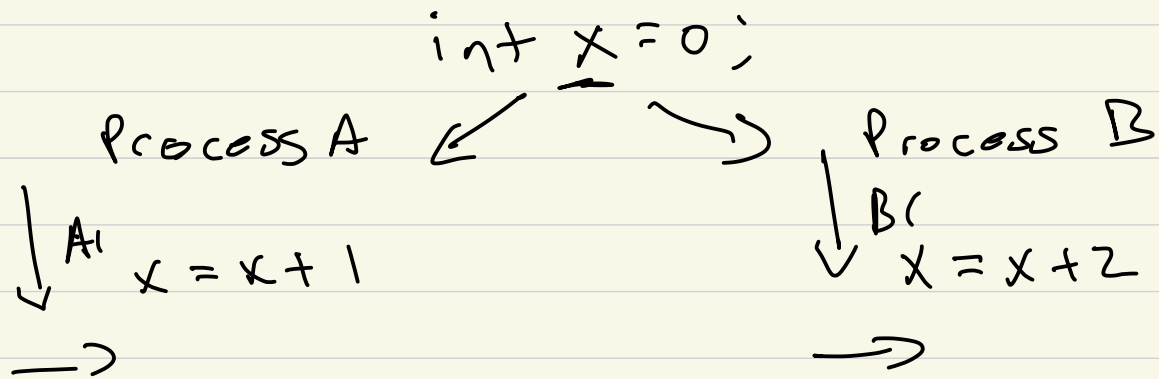 int x = 0;
Process A
Process B
A1
B1
x = x + 1
x = x + 2